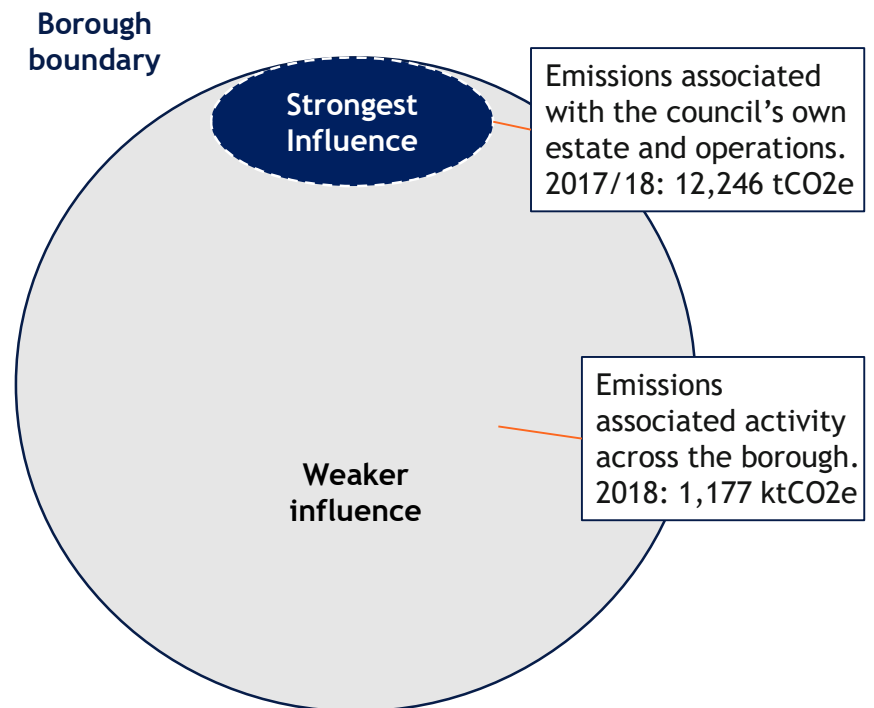 Borough
boundary
Strongest
Influence
Emissions associated
with the council’s own
estate and operations.
2017/18: 12,246 tCO2e
Emissions
associated activity
across the borough.
2018: 1,177 ktCO2e
Weaker
influence